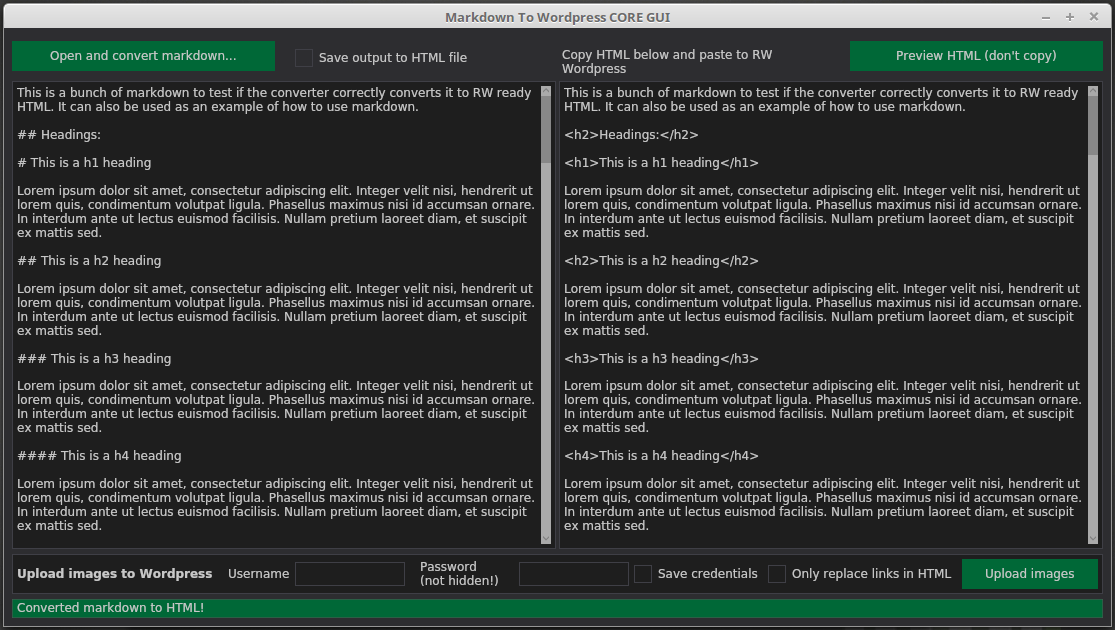 Markdown To Wordpress CORE GUI
Open and convert markdown...
Save output to HTML file
Copy HTML below and paste to RW
Wordpress
Preview HTML (don't copy)
This is a bunch of markdown to test if the converter correctly converts it to RW ready
HTML. It can also be used as an example of how to use markdown.
## Headings:
# This is a h1 heading
Lorem ipsum dolor sit amet, consectetur adipiscing elit. Integer velit nisi, hendrerit ut
lorem quis, condimentum volutpat ligula. Phasellus maximus nisi id accumsan ornare.
In interdum ante ut lectus euismod facilisis. Nullam pretium laoreet diam, et suscipit
ex mattis sed.
## This is a h2 heading
Lorem ipsum dolor sit amet, consectetur adipiscing elit. Integer velit nisi, hendrerit ut
lorem quis, condimentum volutpat ligula. Phasellus maximus nisi id accumsan ornare.
In interdum ante ut lectus euismod facilisis. Nullam pretium laoreet diam, et suscipit
ex mattis sed.
### This is a h3 heading
Lorem ipsum dolor sit amet, consectetur adipiscing elit. Integer velit nisi, hendrerit ut
lorem quis, condimentum volutpat ligula. Phasellus maximus nisi id accumsan ornare.
In interdum ante ut lectus euismod facilisis. Nullam pretium laoreet diam, et suscipit
ex mattis sed.
#### This is a h4 heading
Lorem ipsum dolor sit amet, consectetur adipiscing elit. Integer velit nisi, hendrerit ut
lorem quis, condimentum volutpat ligula. Phasellus maximus nisi id accumsan ornare.
In interdum ante ut lectus euismod facilisis. Nullam pretium laoreet diam, et suscipit
ex mattis sed.
This is a bunch of markdown to test if the converter correctly converts it to RW ready
HTML. It can also be used as an example of how to use markdown.
<h2>Headings:</h2>
<h1>This is a h1 heading</h1>
Lorem ipsum dolor sit amet, consectetur adipiscing elit. Integer velit nisi, hendrerit ut
lorem quis, condimentum volutpat ligula. Phasellus maximus nisi id accumsan ornare.
In interdum ante ut lectus euismod facilisis. Nullam pretium laoreet diam, et suscipit
ex mattis sed.
<h2>This is a h2 heading</h2>
Lorem ipsum dolor sit amet, consectetur adipiscing elit. Integer velit nisi, hendrerit ut
lorem quis, condimentum volutpat ligula. Phasellus maximus nisi id accumsan ornare.
In interdum ante ut lectus euismod facilisis. Nullam pretium laoreet diam, et suscipit
ex mattis sed.
<h3>This is a h3 heading</h3>
Lorem ipsum dolor sit amet, consectetur adipiscing elit. Integer velit nisi, hendrerit ut
lorem quis, condimentum volutpat ligula. Phasellus maximus nisi id accumsan ornare.
In interdum ante ut lectus euismod facilisis. Nullam pretium laoreet diam, et suscipit
ex mattis sed.
<h4>This is a h4 heading</h4>
Lorem ipsum dolor sit amet, consectetur adipiscing elit. Integer velit nisi, hendrerit ut
lorem quis, condimentum volutpat ligula. Phasellus maximus nisi id accumsan ornare.
In interdum ante ut lectus euismod facilisis. Nullam pretium laoreet diam, et suscipit
ex mattis sed.
Upload images to Wordpress
Username
Password
(not hidden!)
Save credentials
Only replace links in HTML
Upload images
Converted markdown to HTML!